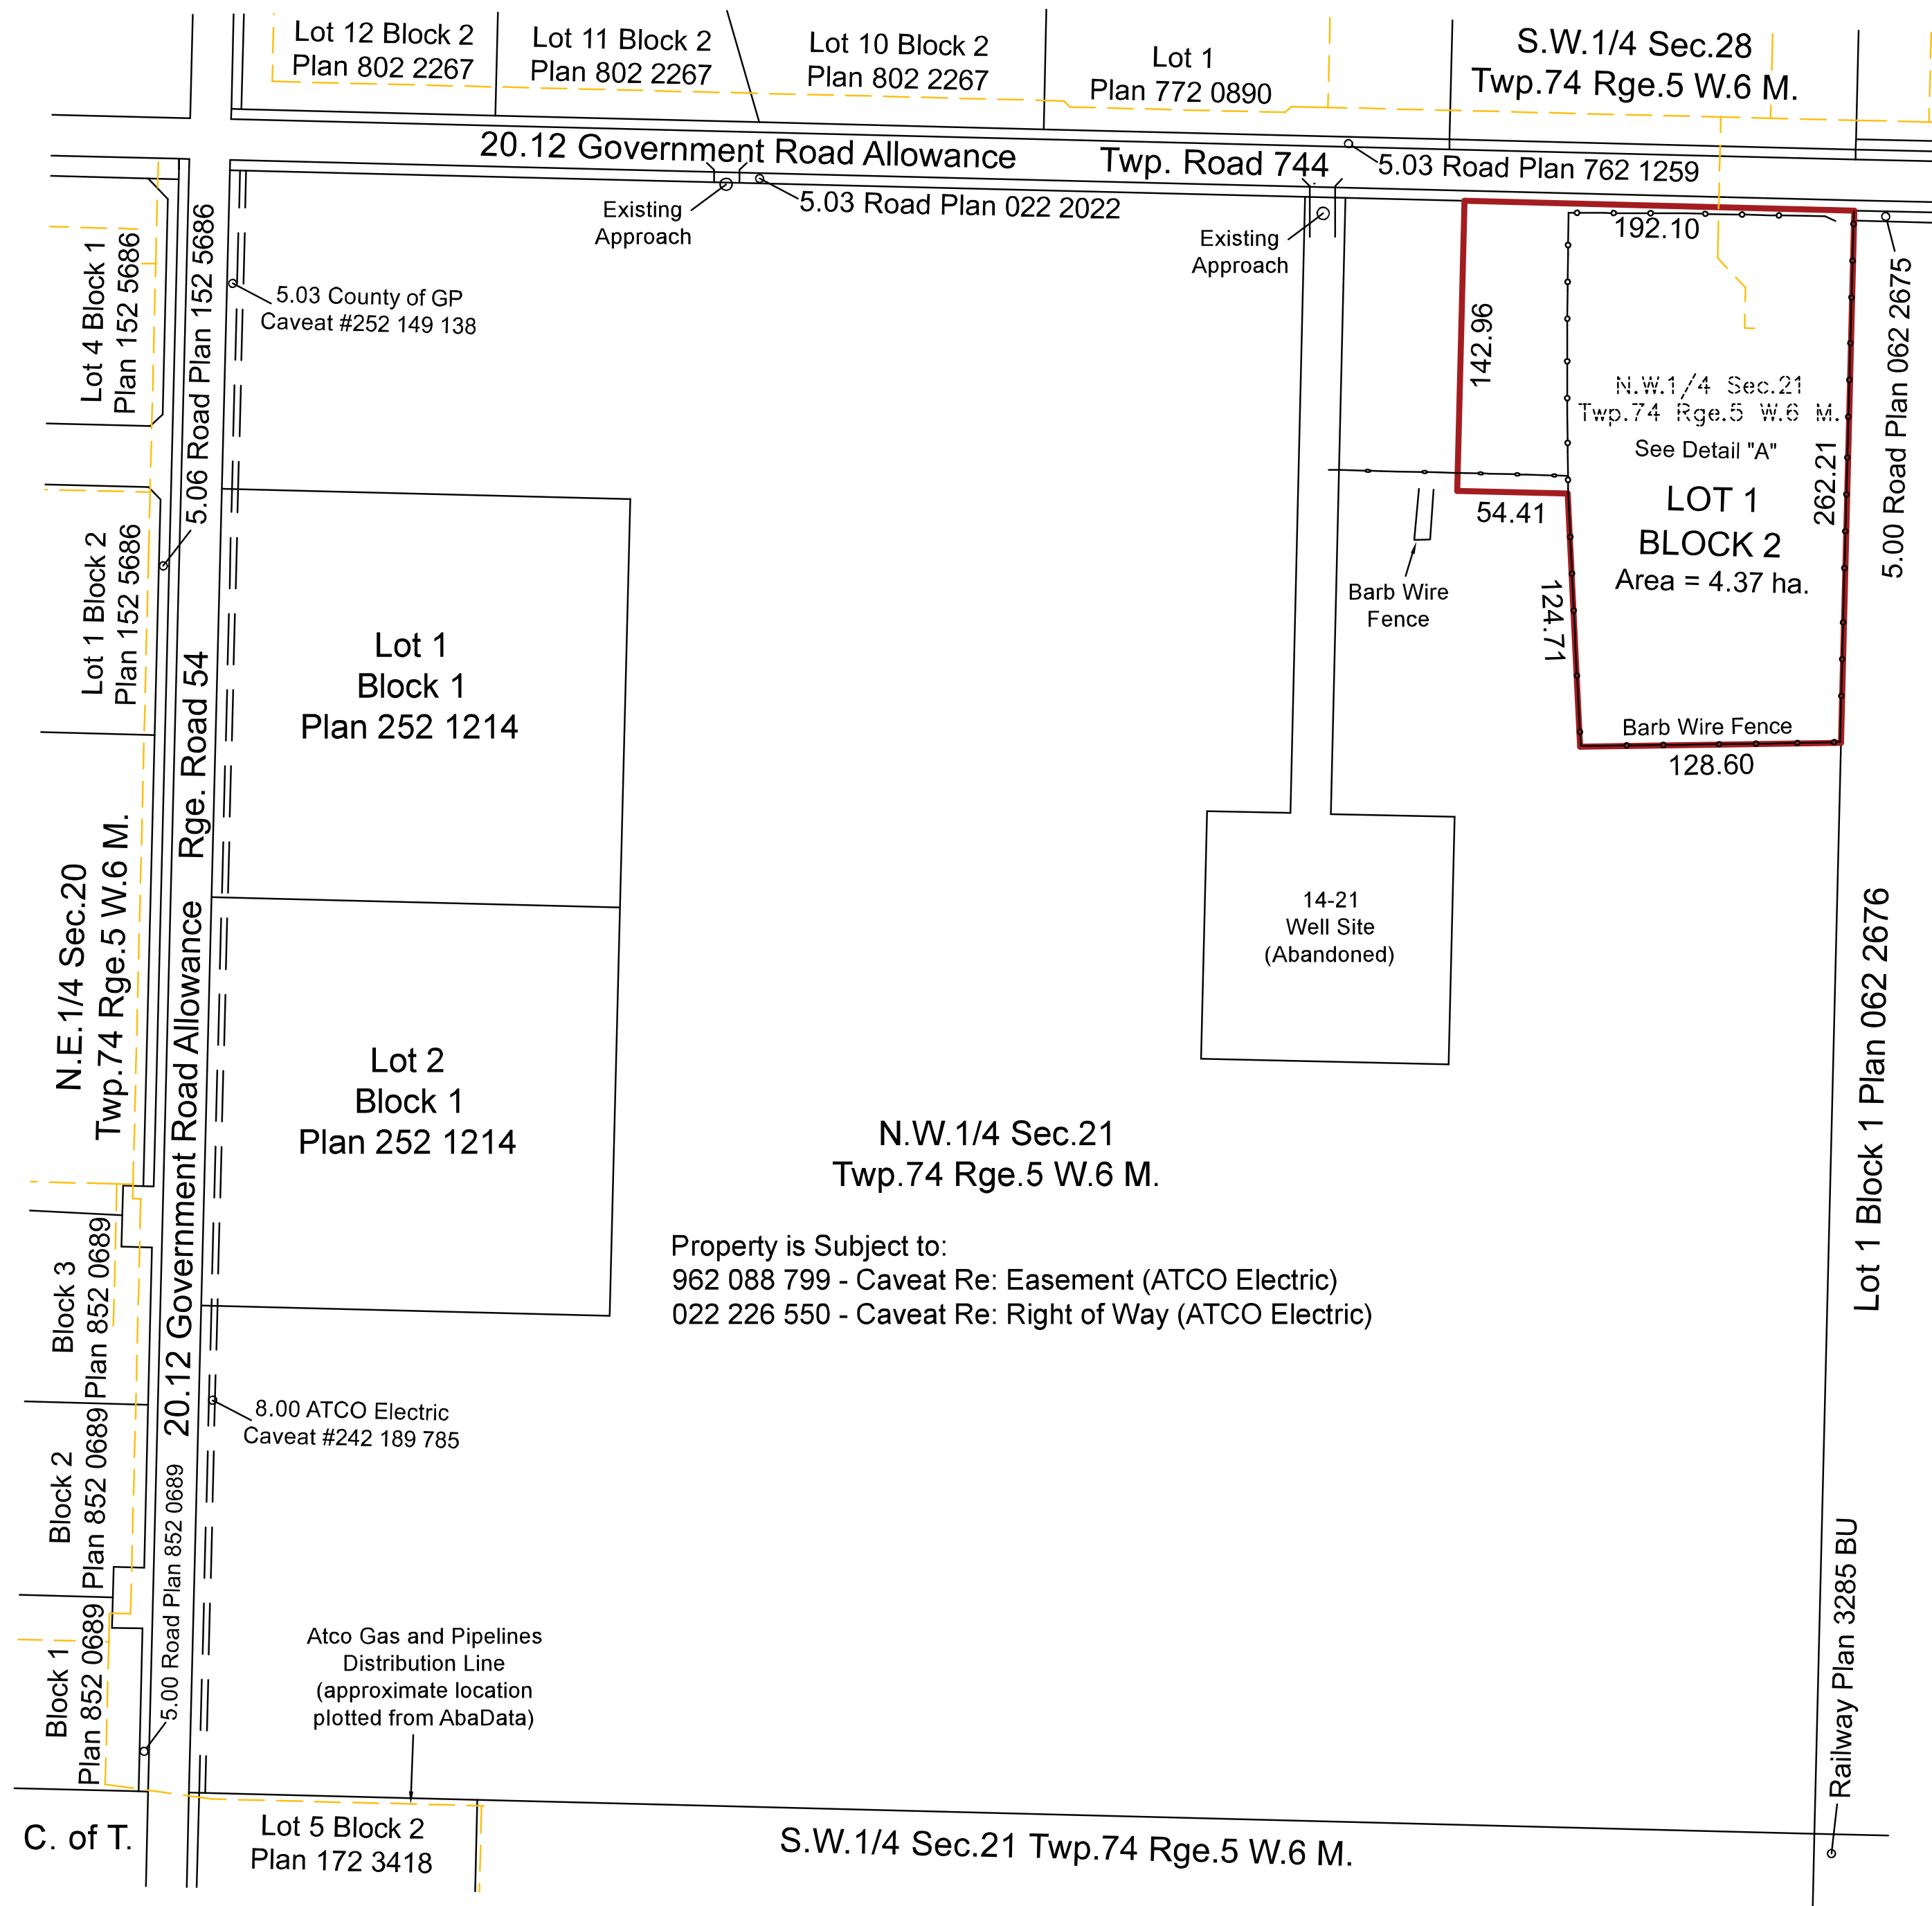 Lot 12 Block 2
Plan 802 2267
Lot 11 Block 2
Plan 802 2267
Lot 10 Block 2
Plan 802 2267
Lot 1
Plan 772 0890
S.W.1/4 Sec.28
Twp.74 Rge.5 W.6 M.
20.12 Government Road Allowance
Twp. Road 744
5.03 Road Plan 762 1259
Existing
Approach
5.03 Road Plan 022 2022
Existing
Approach
192.10
5.00 Road Plan 062 2675
Lot 4 Block 1
Plan 152 5686
5.06 Road Plan 152 5686
5.03 County of GP
Caveat #252 149 138
142.96
N.W.1/4 Sec.21
Twp.74 Rge.5 W.6 M.
See Detail "A"
LOT 1
BLOCK 2
Area = 4.37 ha.
262.21
54.41
Barb Wire
Fence
124.71
Barb Wire Fence
128.60
Lot 1 Block 2
Plan 152 5686
Lot 1
Block 1
Plan 252 1214
Rge. Road 54
N.E.1/4 Sec.20
Twp.74 Rge.5 W.6 M.
20.12 Government Road Allowance
14-21
Well Site
(Abandoned)
Lot 1 Block 1 Plan 062 2676
Lot 2
Block 1
Plan 252 1214
N.W.1/4 Sec.21
Twp.74 Rge.5 W.6 M.
Property is Subject to:
962 088 799 - Caveat Re: Easement (ATCO Electric)
022 226 550 - Caveat Re: Right of Way (ATCO Electric)
Block 3
Plan 852 0689
8.00 ATCO Electric
Caveat #242 189 785
Block 2
Plan 852 0689
5.00 Road Plan 852 0689
Block 1
Plan 852 0689
Atco Gas and Pipelines
Distribution Line
(approximate location
plotted from AbaData)
Railway Plan 3285 BU
C. of T.
Lot 5 Block 2
Plan 172 3418
S.W.1/4 Sec.21 Twp.74 Rge.5 W.6 M.